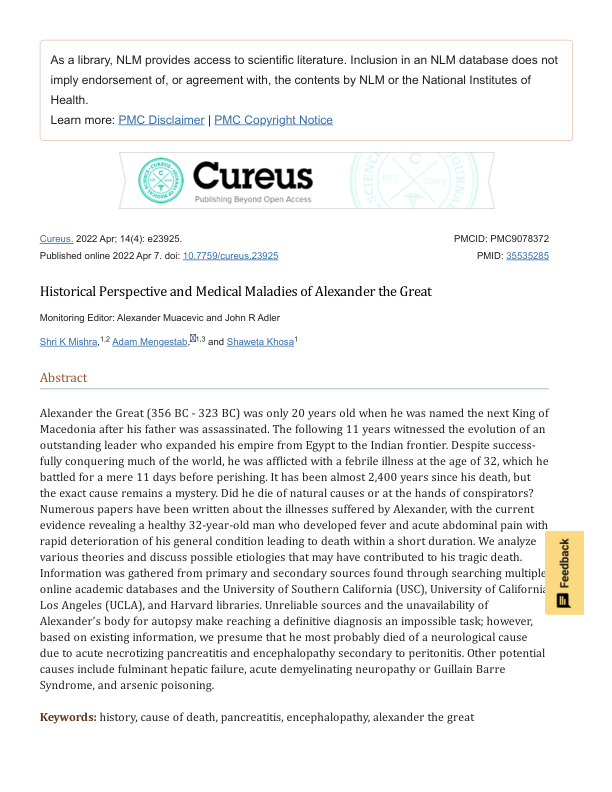 As a library, NLM provides access to scientific literature. Inclusion in an NLM database does not
imply endorsement of, or agreement with, the contents by NLM or the National Institutes of
Health.
Learn more: PMC Disclaimer | PMC Copyright Notice
Cureus
Publishing Beyond Open Access
Cureus. 2022 Apr; 14(4): e23925.
PMCID: PMC9078372
Published online 2022 Apr 7. doi: 10.7759/cureus.23925
PMID: 35535285
Historical Perspective and Medical Maladies of Alexander the Great
Monitoring Editor: Alexander Muacevic and John R Adler
Shri K Mishra,1,2 Adam Mengestab,1,3 and Shaweta Khosa1
Abstract
Alexander the Great (356 BC - 323 BC) was only 20 years old when he was named the next King of
Macedonia after his father was assassinated. The following 11 years witnessed the evolution of an
outstanding leader who expanded his empire from Egypt to the Indian frontier. Despite success-
fully conquering much of the world, he was afflicted with a febrile illness at the age of 32, which he
battled for a mere 11 days before perishing. It has been almost 2,400 years since his death, but
the exact cause remains a mystery. Did he die of natural causes or at the hands of conspirators?
Numerous papers have been written about the illnesses suffered by Alexander, with the current
evidence revealing a healthy 32-year-old man who developed fever and acute abdominal pain with
rapid deterioration of his general condition leading to death within a short duration. We analyze
various theories and discuss possible etiologies that may have contributed to his tragic death.
Information was gathered from primary and secondary sources found through searching multiple
online academic databases and the University of Southern California (USC), University of California
Los Angeles (UCLA), and Harvard libraries. Unreliable sources and the unavailability of
Alexander’s body for autopsy make reaching a definitive diagnosis an impossible task; however,
based on existing information, we presume that he most probably died of a neurological cause
due to acute necrotizing pancreatitis and encephalopathy secondary to peritonitis. Other potential
causes include fulminant hepatic failure, acute demyelinating neuropathy or Guillain Barre
Syndrome, and arsenic poisoning.
Keywords: history, cause of death, pancreatitis, encephalopathy, alexander the great
Feedback